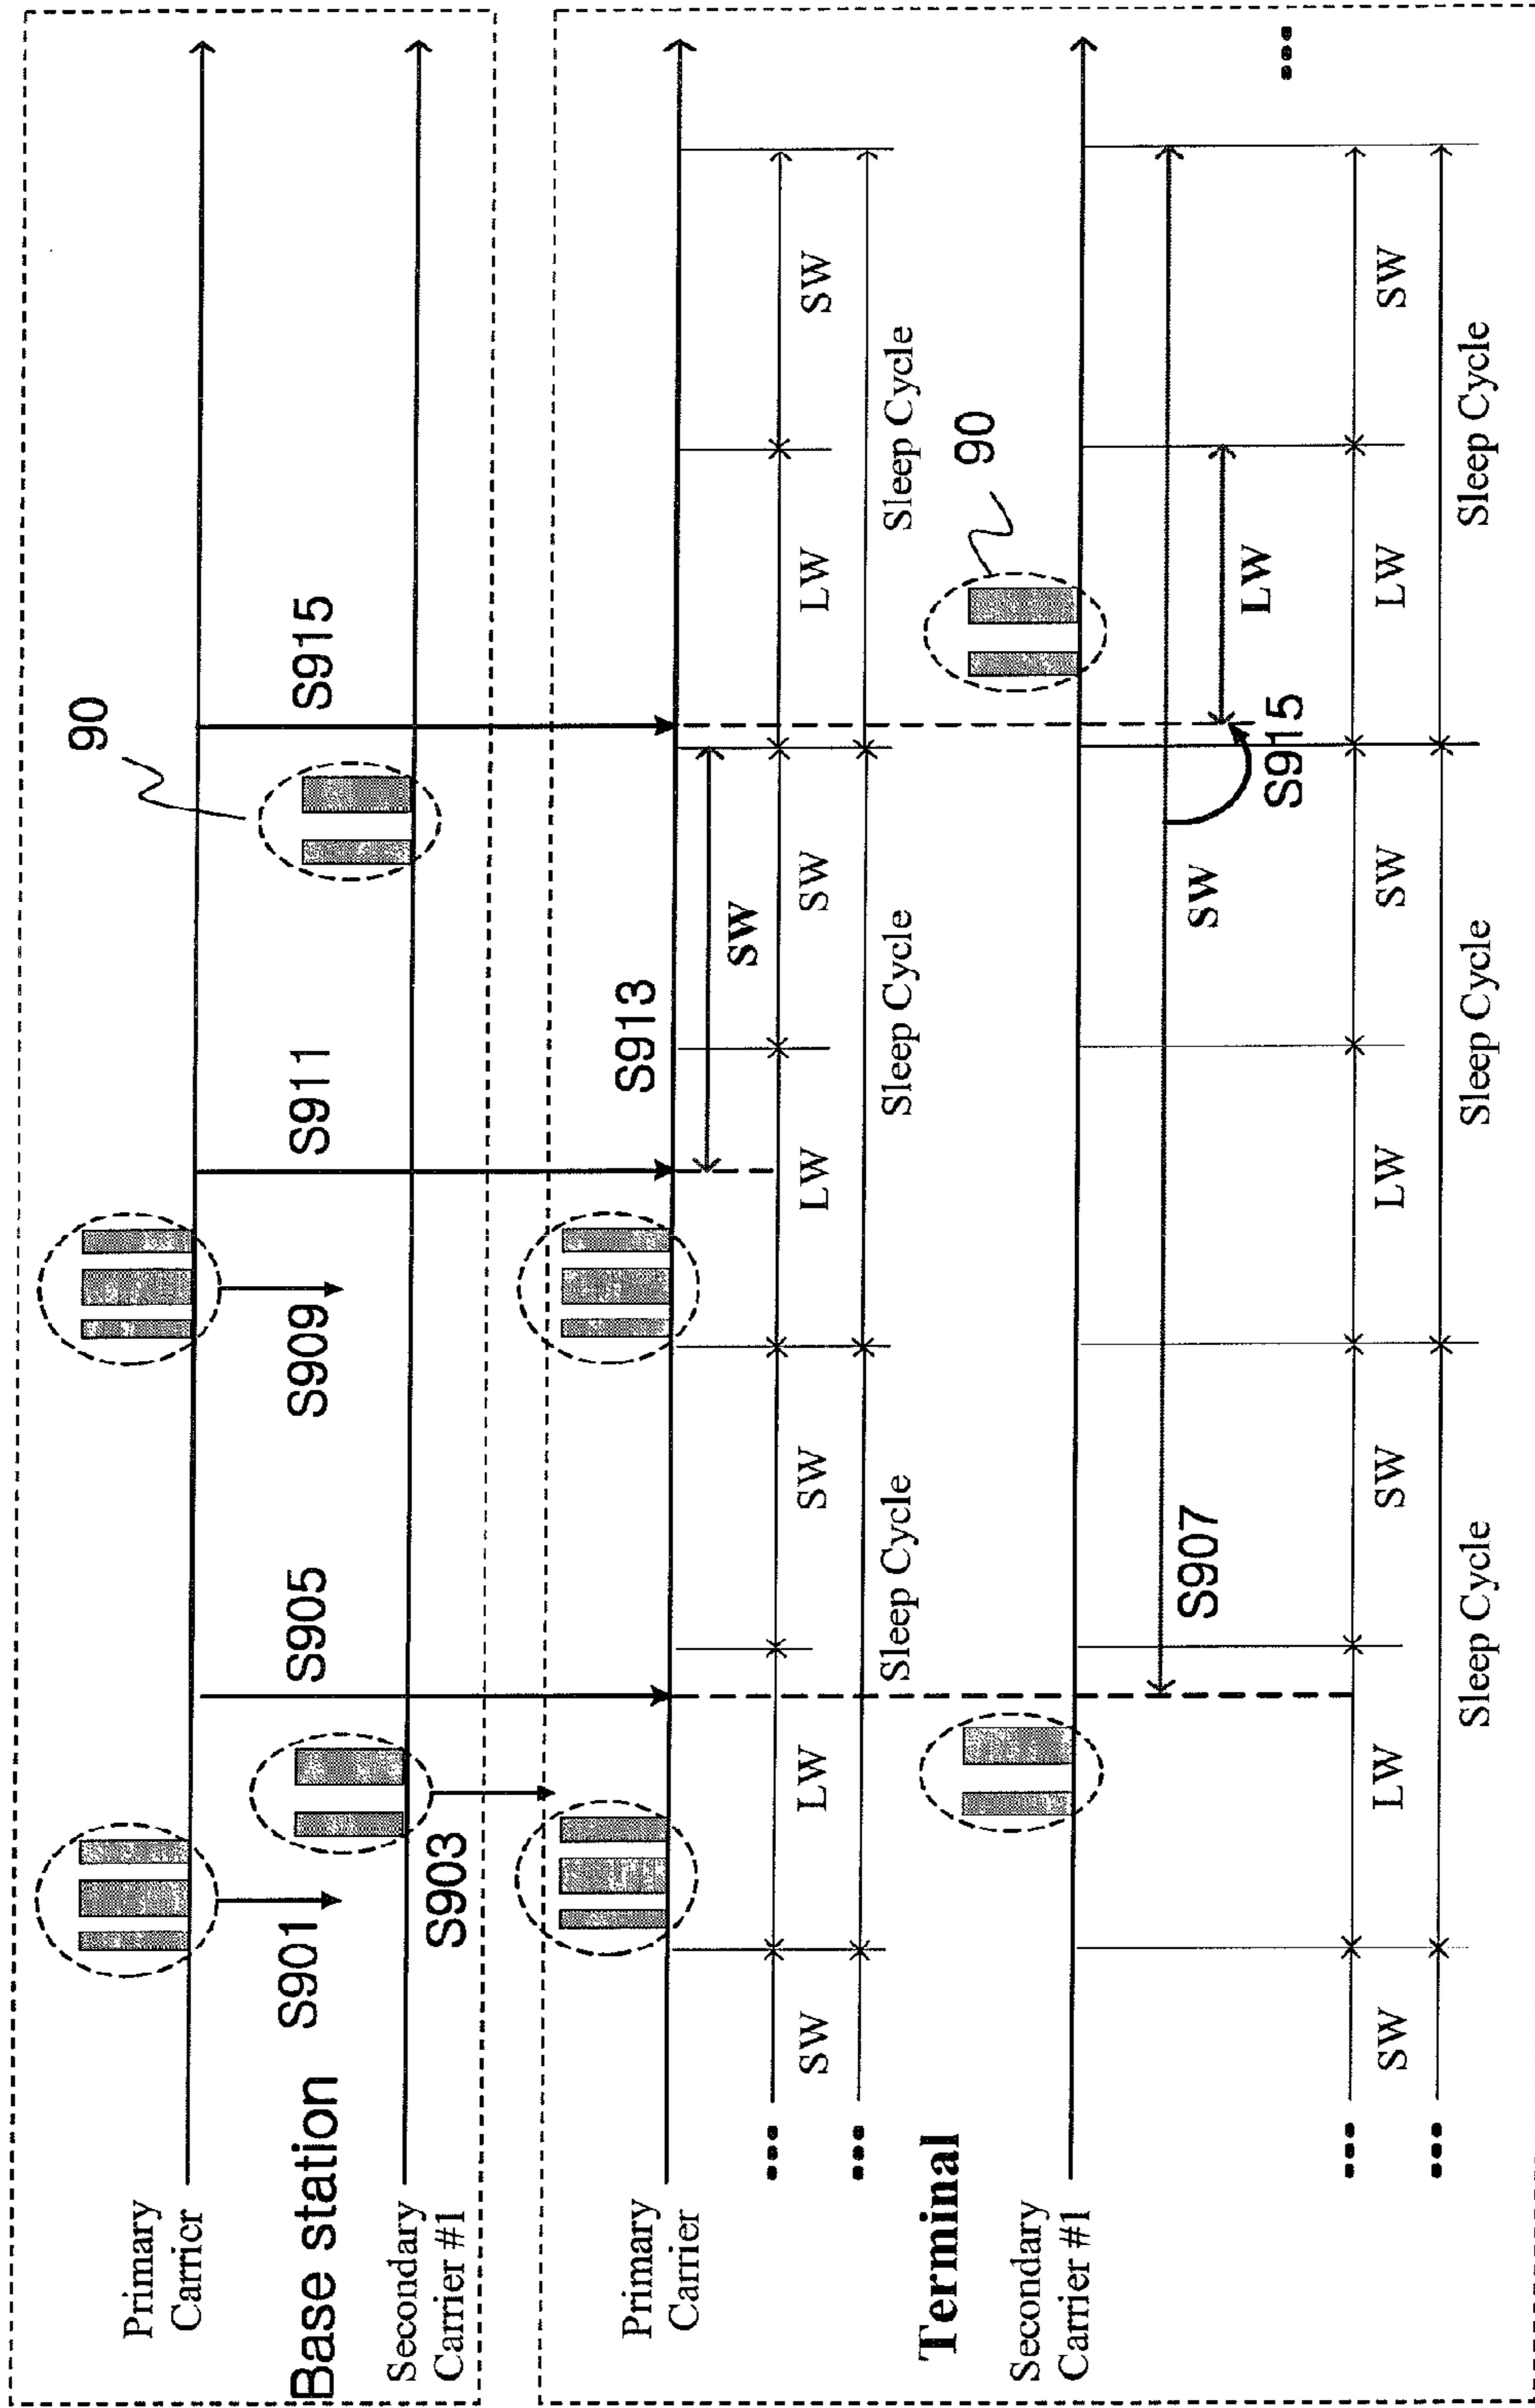 90
S901
S909
S905
S911
S915
S903
Primary
Carrier
Base station
Secondary
Carrier #1
S913
SW
Primary
Carrier
SW
LW
SW
LW
SW
LW
SW
Sleep Cycle
Sleep Cycle
Sleep Cycle
Terminal
90
Secondary
Carrier #1
S907
SW
S915
LW
SW
LW
SW
LW
SW
LW
SW
Sleep Cycle
Sleep Cycle
Sleep Cycle